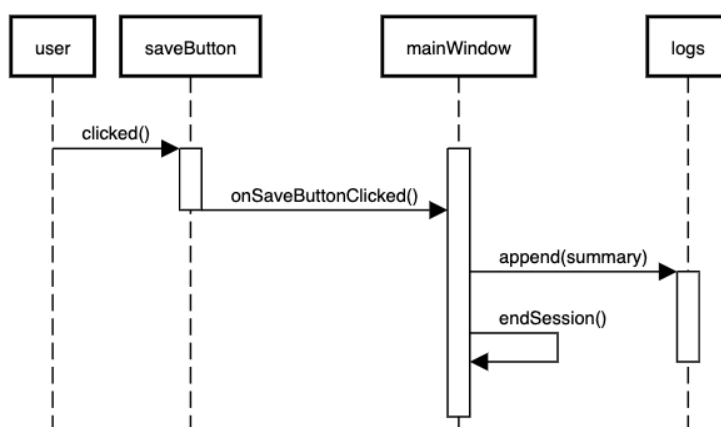 user
saveButton
mainWindow
logs
clicked()
onSaveButtonClicked()
append(summary)
endSession()